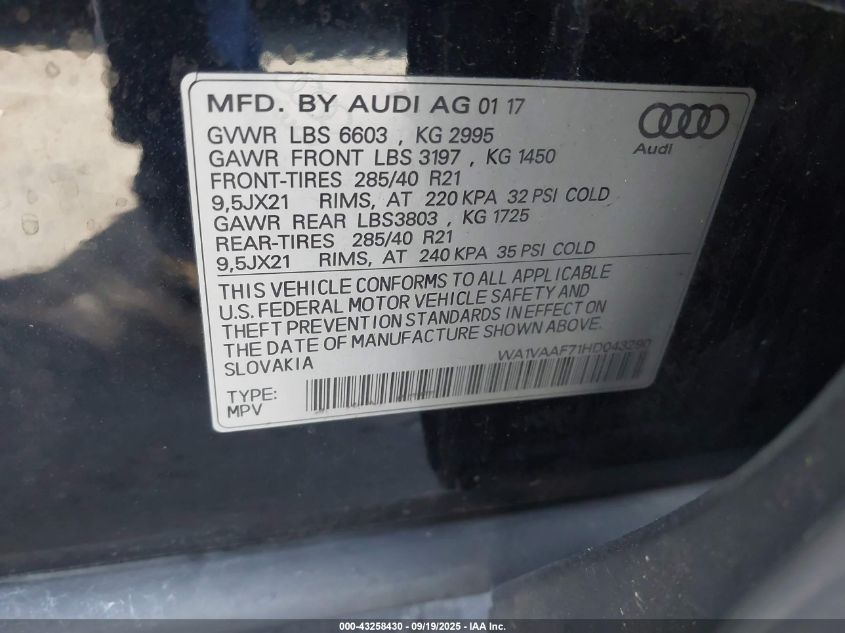 MFD. BY AUDI AG 01 17
GVWR LBS 6603 , KG 2995
GAWR FRONT LBS 3197 , KG 1450
FRONT-TIRES 285/40 R21
9,5JX21 RIMS, AT 220 KPA 32 PSI COLD
GAWR REAR LBS3803 , KG 1725
REAR-TIRES 285/40 R21
9,5JX21 RIMS, AT 240 KPA 35 PSI COLD
Audi
THIS VEHICLE CONFORMS TO ALL APPLICABLE
U.S. FEDERAL MOTOR VEHICLE SAFETY AND
THEFT PREVENTION STANDARDS IN EFFECT ON
THE DATE OF MANUFACTURE SHOWN ABOVE.
SLOVAKIA
WA1VAAF71HD043290
TYPE:
MPV
000-43258430 - 09/19/2025 - IAA Inc.